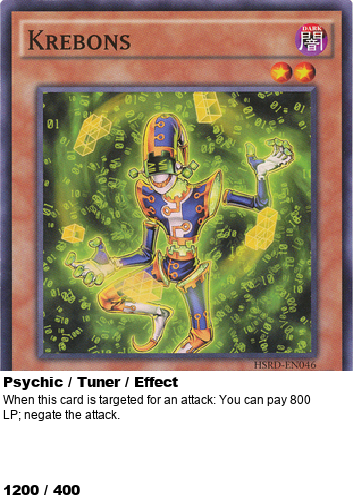 Krebons
DARK
闇
HSRD-EN046
Psychic / Tuner / Effect
When this card is targeted for an attack: You can pay 800
LP; negate the attack.
1200 / 400